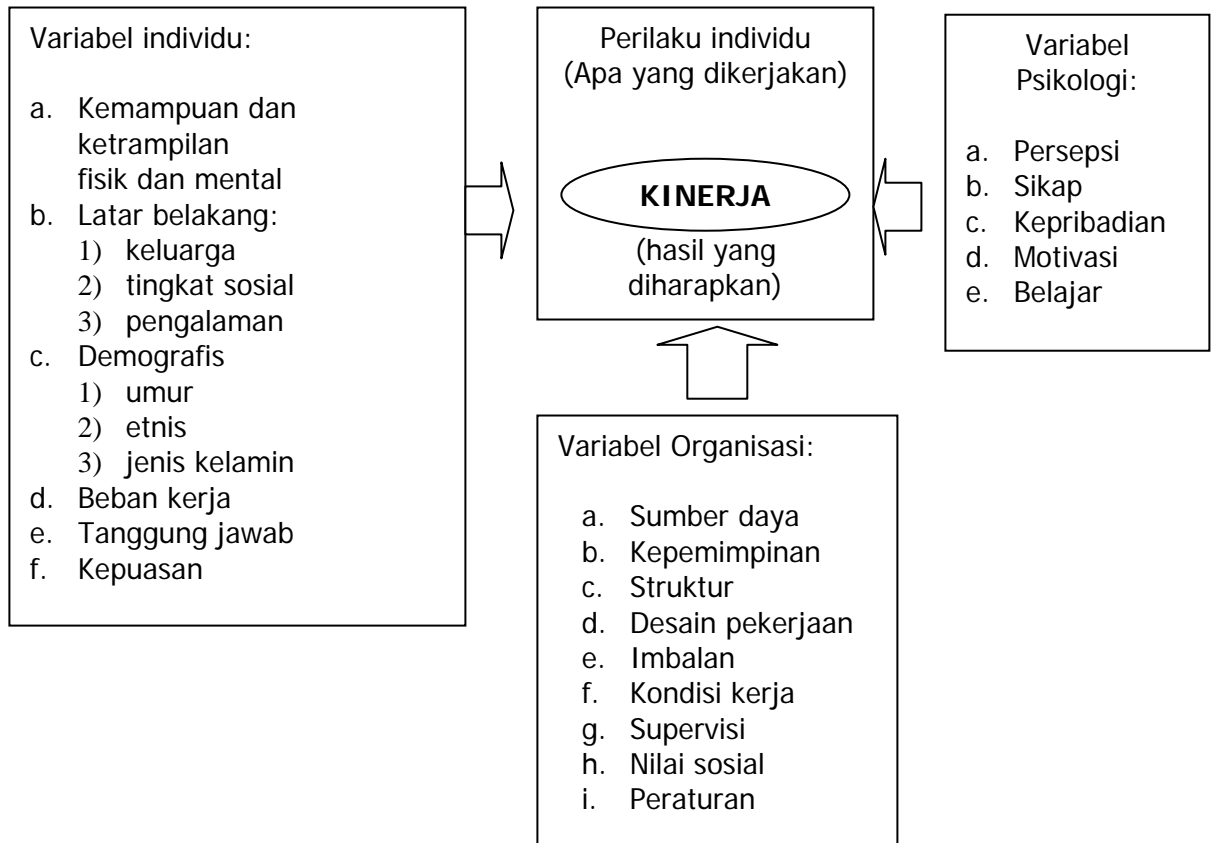 Variabel individu:
a. Kemampuan dan
ketrampilan
fisik dan mental
b. Latar belakang:
1) keluarga
2) tingkat sosial
3) pengalaman
c. Demografis
1) umur
2) etnis
3) jenis kelamin
d. Beban kerja
e. Tanggung jawab
f. Kepuasan
Perilaku individu
(Apa yang dikerjakan)
KINERJA
(hasil yang
diharapkan)
Variabel
Psikologi:
a. Persepsi
b. Sikap
c. Kepribadian
d. Motivasi
e. Belajar
Variabel Organisasi:
a. Sumber daya
b. Kepemimpinan
c. Struktur
d. Desain pekerjaan
e. Imbalan
f. Kondisi kerja
g. Supervisi
h. Nilai sosial
i. Peraturan